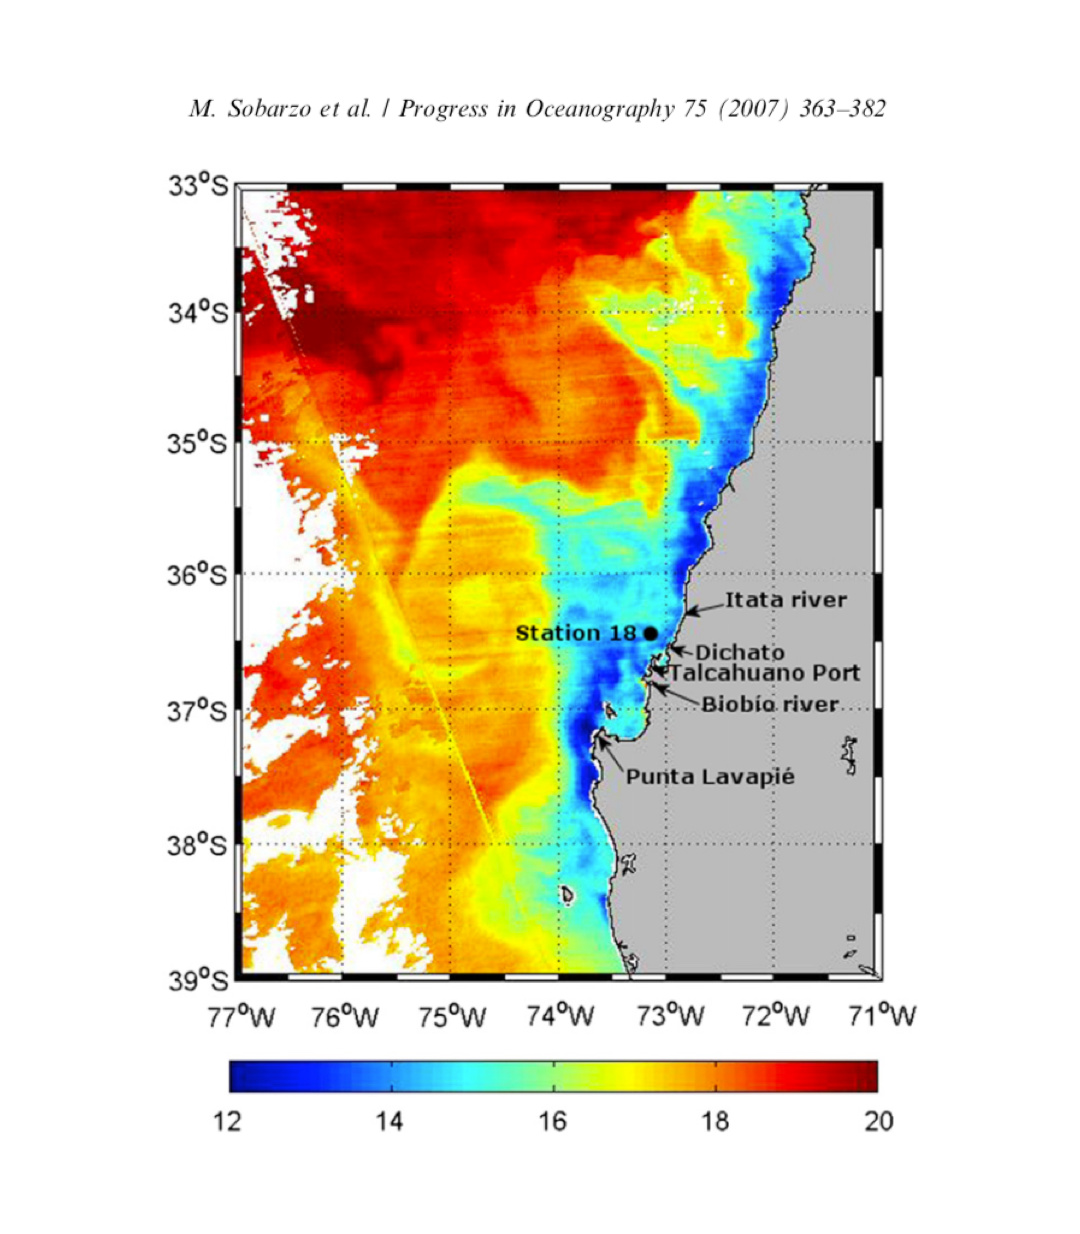 M. Sobarzo et al. / Progress in Oceanography 75 (2007) 363–382
33°S
34°S
35°S
36°S
Itata river
Station 18
Dichato
Talcahuano Port
Biobío river
37°S
Punta Lavapié
38°S
39°S
77°W 76°W 75°W 74°W 73°W 72°W 71°W
12 14 16 18 20